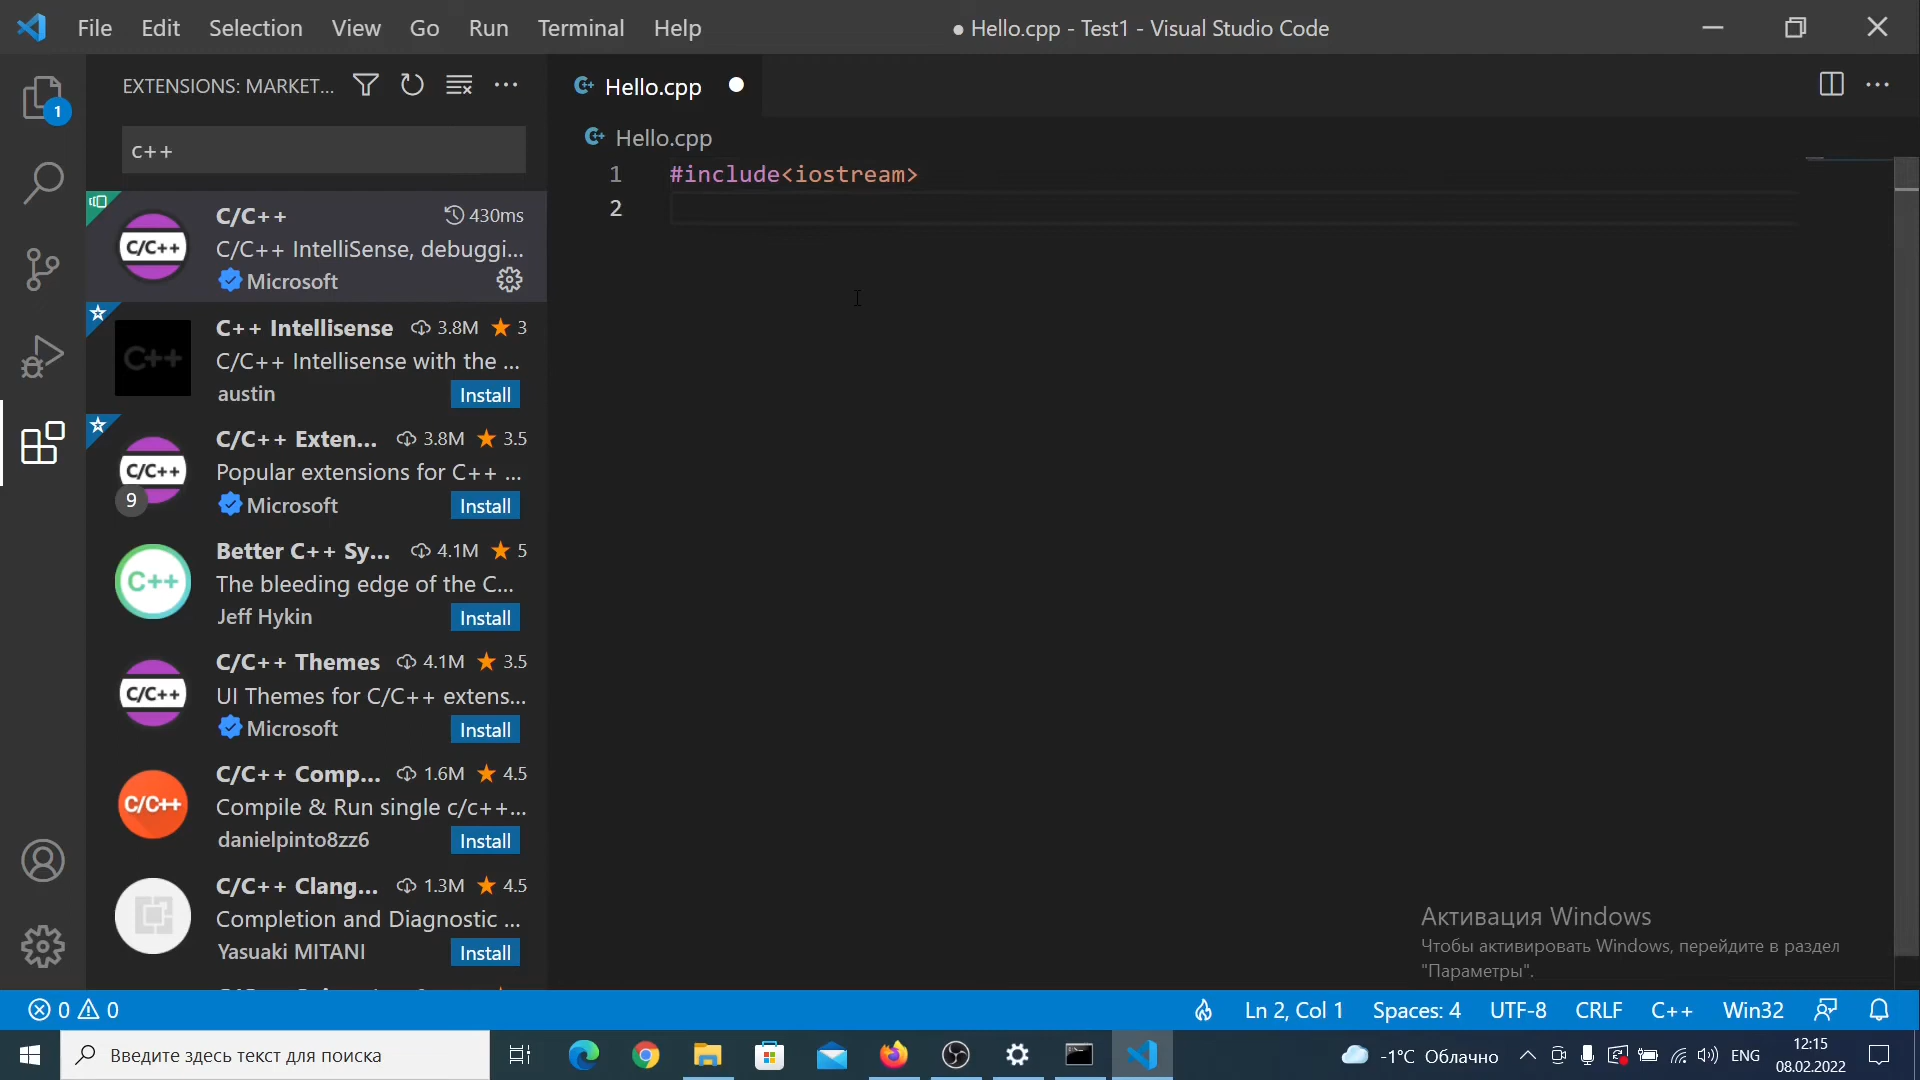 File Edit Selection View Go Run Terminal Help
● Hello.cpp - Test1 - Visual Studio Code
EXTENSIONS: MARKET...
c++
C/C++ 430ms
C/C++ IntelliSense, debuggi...
Microsoft
C++ Intellisense 3.8M ★ 3
C/C++ Intellisense with the ...
austin Install
C/C++ Exten... 3.8M ★ 3.5
Popular extensions for C++ ...
Microsoft Install
9
Better C++ Sy... 4.1M ★ 5
The bleeding edge of the C...
Jeff Hykin Install
C/C++ Themes 4.1M ★ 3.5
UI Themes for C/C++ extens...
Microsoft Install
C/C++ Comp... 1.6M ★ 4.5
Compile & Run single c/c++...
danielpinto8zz6 Install
C/C++ Clang... 1.3M ★ 4.5
Completion and Diagnostic ...
Yasuaki MITANI Install
1
C/C++
C++
C/C++
C++
C/C++
C/C++
Hello.cpp ●
Hello.cpp
1 #include<iostream>
2
Активация Windows
Чтобы активировать Windows, перейдите в раздел
"Параметры".
0 0 Ln 2, Col 1 Spaces: 4 UTF-8 CRLF C++ Win32
Введите здесь текст для поиска
-1°C Облачно ENG
12:15
08.02.2022